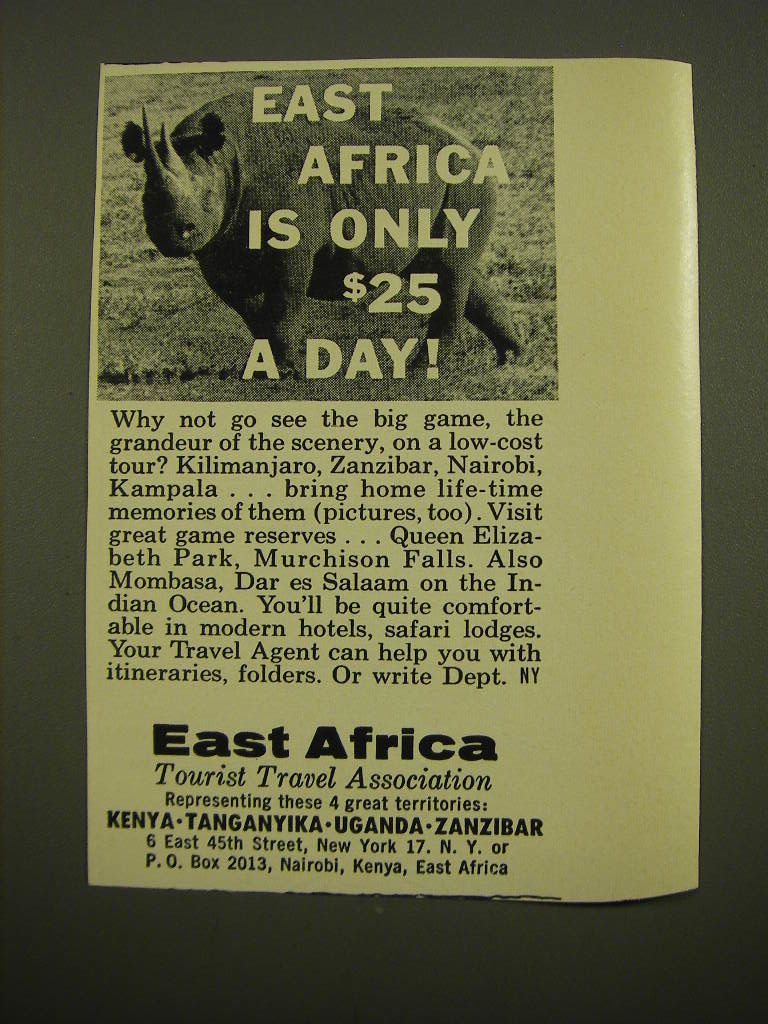 EAST
AFRICA
IS ONLY
$25
A DAY!
Why not go see the big game, the
grandeur of the scenery, on a low-cost
tour? Kilimanjaro, Zanzibar, Nairobi,
Kampala . . . bring home life-time
memories of them (pictures, too). Visit
great game reserves . . . Queen Eliza-
beth Park, Murchison Falls. Also
Mombasa, Dar es Salaam on the In-
dian Ocean. You'll be quite comfort-
able in modern hotels, safari lodges.
Your Travel Agent can help you with
itineraries, folders. Or write Dept. NY
East Africa
Tourist Travel Association
Representing these 4 great territories:
KENYA·TANGANYIKA·UGANDA·ZANZIBAR
6 East 45th Street, New York 17. N. Y. or
P. O. Box 2013, Nairobi, Kenya, East Africa